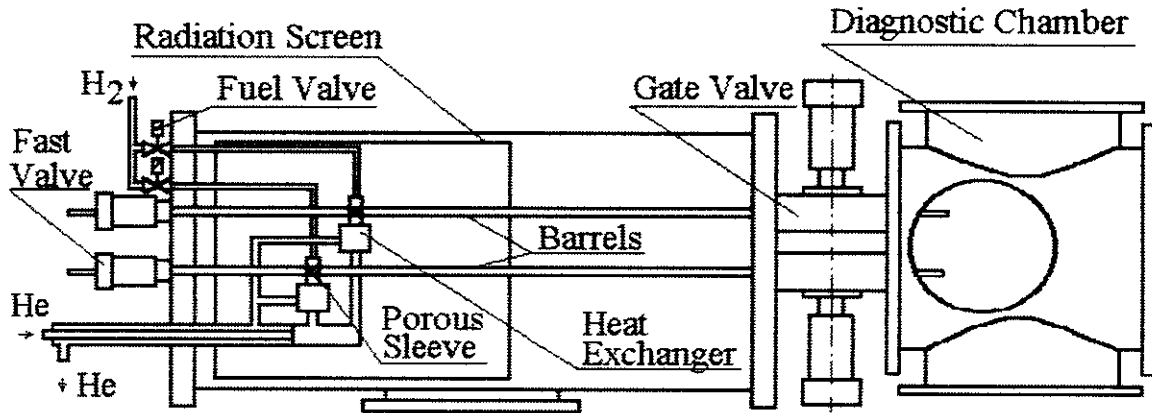 Radiation Screen
Diagnostic Chamber
H2
Fuel Valve
Gate Valve
Fast
Valve
Barrels
He
Porous
Sleeve
Heat
Exchanger
He